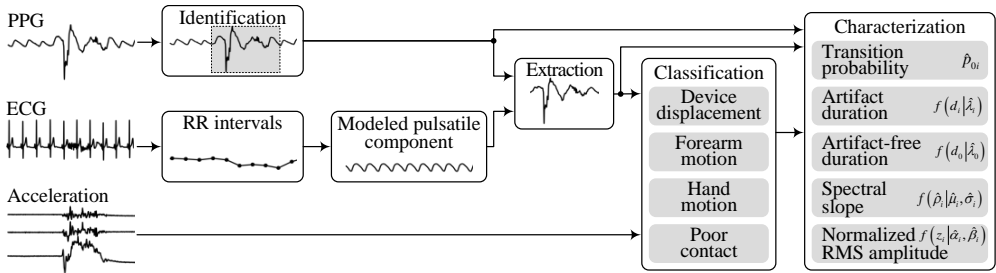 PPG
Identification
ECG
RR intervals
Modeled pulsatile
component
Acceleration
Extraction
Classification
Device
displacement
Forearm
motion
Hand
motion
Poor
contact
Characterization
Transition
probability
p̂₀ᵢ
Artifact
duration
f(dᵢ|λ̂ᵢ)
Artifact-free
duration
f(d₀|λ̂₀)
Spectral
slope
f(ρ̂ᵢ|μ̂ᵢ,σ̂ᵢ)
Normalized f(zᵢ|α̂ᵢ,β̂ᵢ)
RMS amplitude